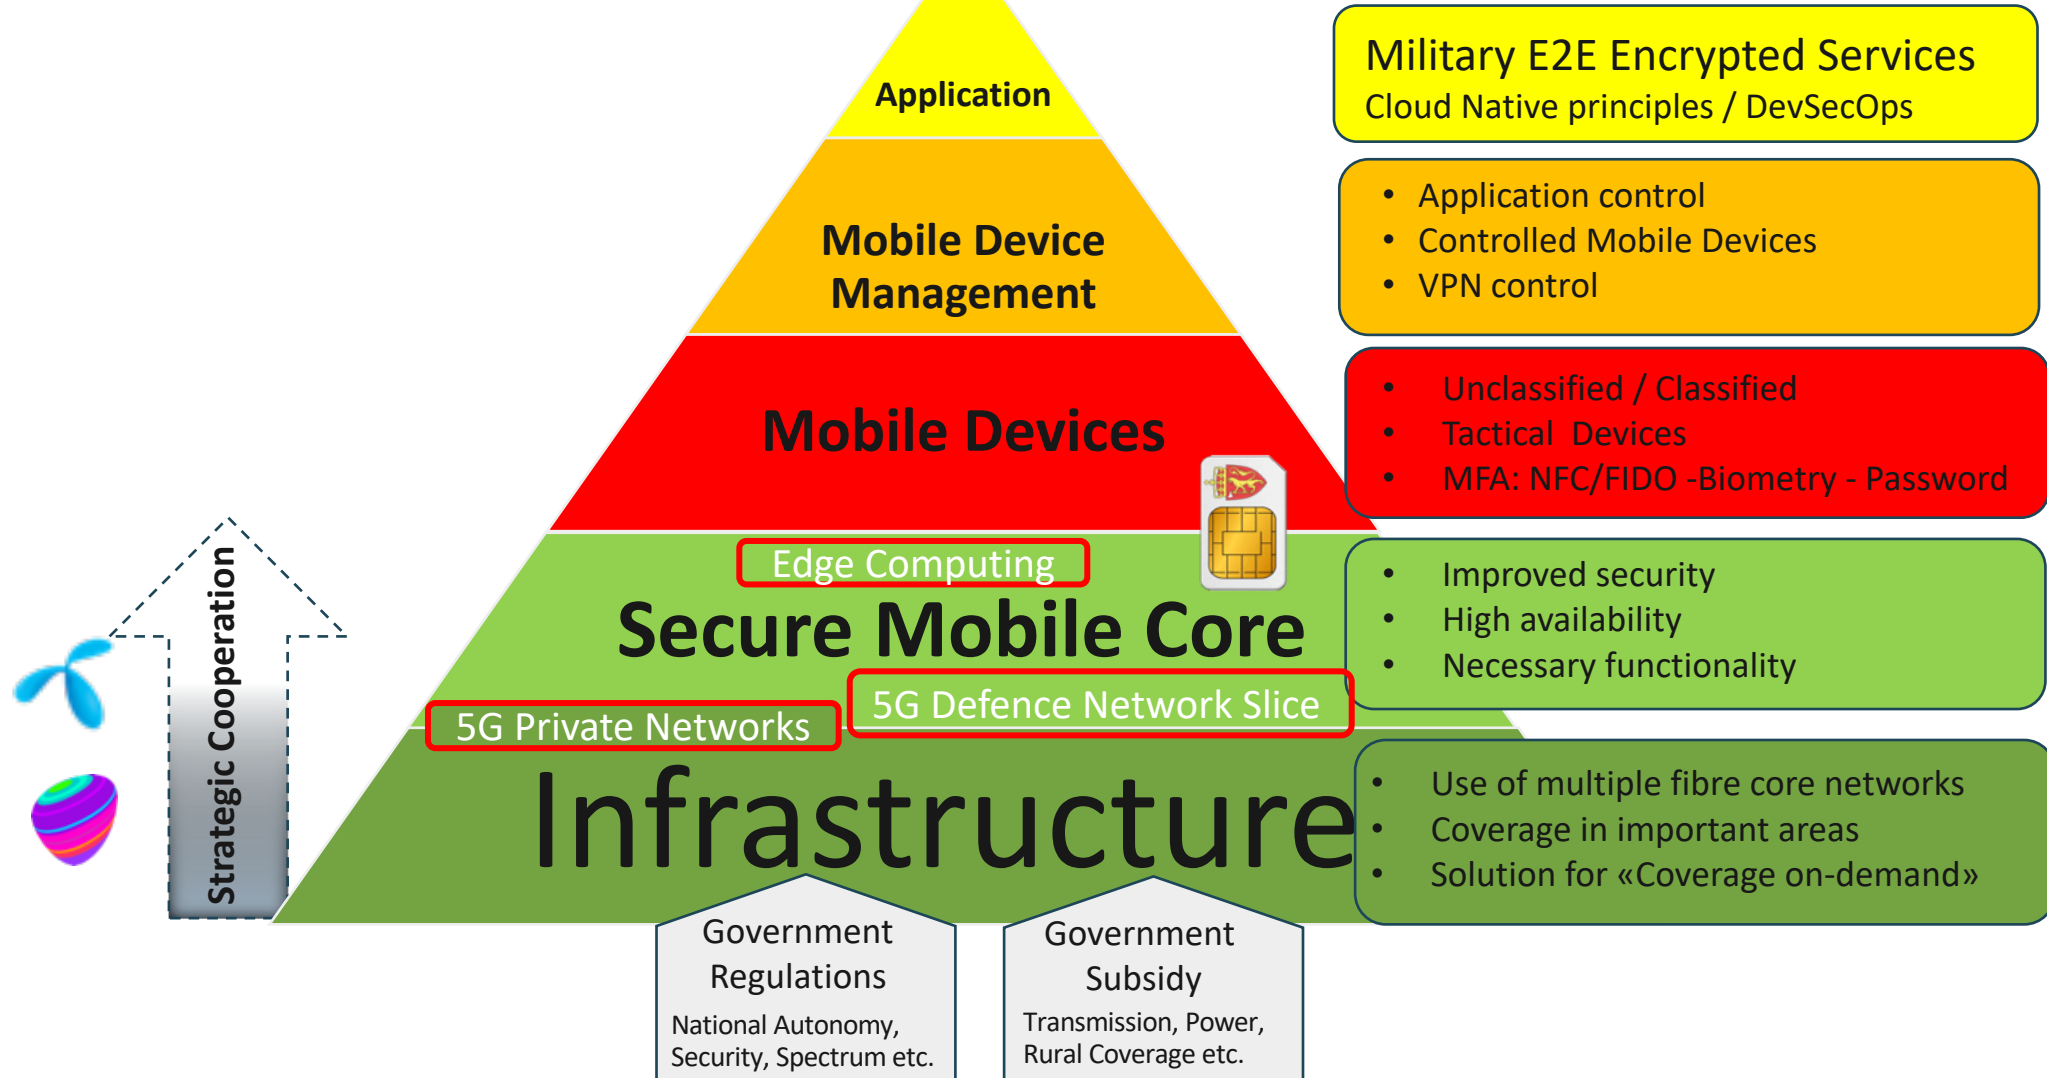 Application
Military E2E Encrypted Services
Cloud Native principles / DevSecOps
Mobile Device
Management
• Application control
• Controlled Mobile Devices
• VPN control
Mobile Devices
• Unclassified / Classified
• Tactical Devices
• MFA: NFC/FIDO -Biometry - Password
Strategic Cooperation
Edge Computing
Secure Mobile Core
5G Defence Network Slice
5G Private Networks
• Improved security
• High availability
• Necessary functionality
Infrastructure
• Use of multiple fibre core networks
• Coverage in important areas
• Solution for «Coverage on-demand»
Government
Regulations
National Autonomy,
Security, Spectrum etc.
Government
Subsidy
Transmission, Power,
Rural Coverage etc.